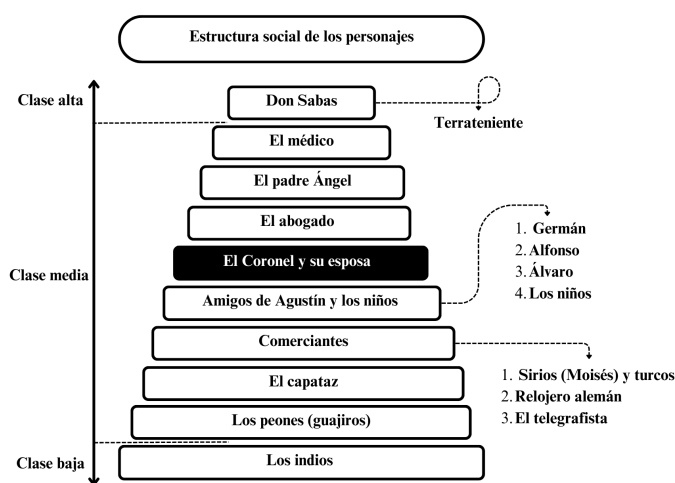 Estructura social de los personajes
Clase alta
Don Sabas
Terrateniente
El médico
El padre Ángel
El abogado
Clase media
El Coronel y su esposa
Amigos de Agustín y los niños
1. Germán
2. Alfonso
3. Álvaro
4. Los niños
Comerciantes
1. Sirios (Moisés) y turcos
2. Relojero alemán
3. El telegrafista
El capataz
Los peones (guajiros)
Clase baja
Los indios